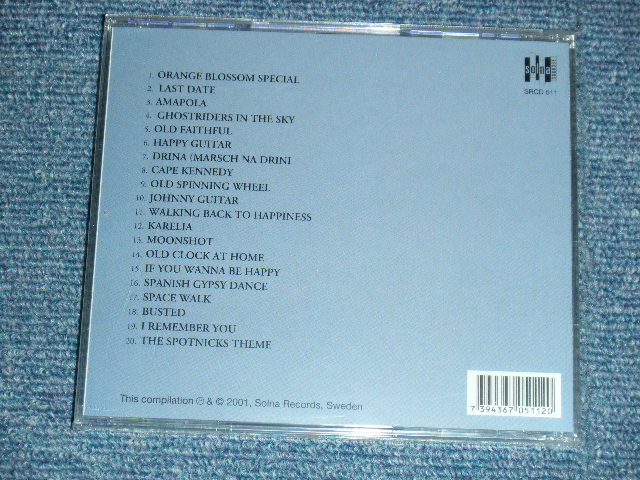 solna
SRCD 511
1. ORANGE BLOSSOM SPECIAL
2. LAST DATE
3. AMAPOLA
4. GHOSTRIDERS IN THE SKY
5. OLD FAITHFUL
6. HAPPY GUITAR
7. DRINA (MARSCH NA DRINI
8. CAPE KENNEDY
9. OLD SPINNING WHEEL
10. JOHNNY GUITAR
11. WALKING BACK TO HAPPINESS
12. KARELIA
13. MOONSHOT
14. OLD CLOCK AT HOME
15. IF YOU WANNA BE HAPPY
16. SPANISH GYPSY DANCE
17. SPACE WALK
18. BUSTED
19. I REMEMBER YOU
20. THE SPOTNICKS THEME
This compilation ℗ & © 2001, Solna Records, Sweden
7 394367 051120